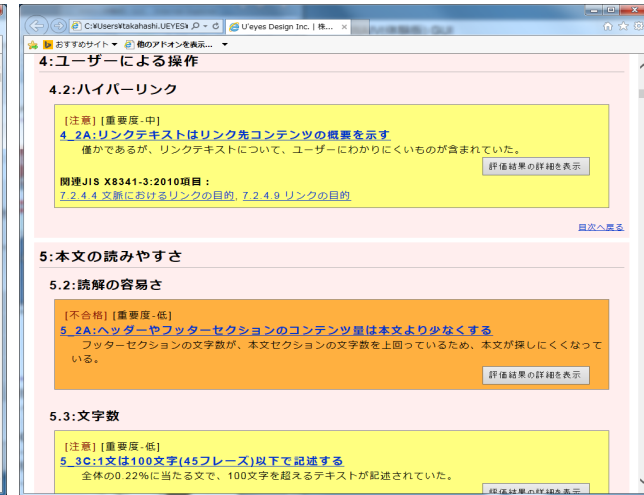 C:¥Users¥takahashi.UEYES¥
U'eyes Design Inc. | 株...
おすすめサイト ▼ 他のアドオンを表示... ▼
4:ユーザーによる操作
4.2:ハイパーリンク
[注意] [重要度-中]
4_2A:リンクテキストはリンク先コンテンツの概要を示す
僅かであるが、リンクテキストについて、ユーザーにわかりにくいものが含まれていた。
評価結果の詳細を表示
関連JIS X8341-3:2010項目：
7.2.4.4 文脈におけるリンクの目的, 7.2.4.9 リンクの目的
目次へ戻る
5:本文の読みやすさ
5.2:読解の容易さ
[不合格] [重要度-低]
5_2A:ヘッダーやフッターセクションのコンテンツ量は本文より少なくする
フッターセクションの文字数が、本文セクションの文字数を上回っているため、本文が探しにくくなって
いる。
評価結果の詳細を表示
5.3:文字数
[注意] [重要度-低]
5_3C:1文は100文字(45フレーズ)以下で記述する
全体の0.22%に当たる文で、100文字を超えるテキストが記述されていた。
評価結果の詳細を表示